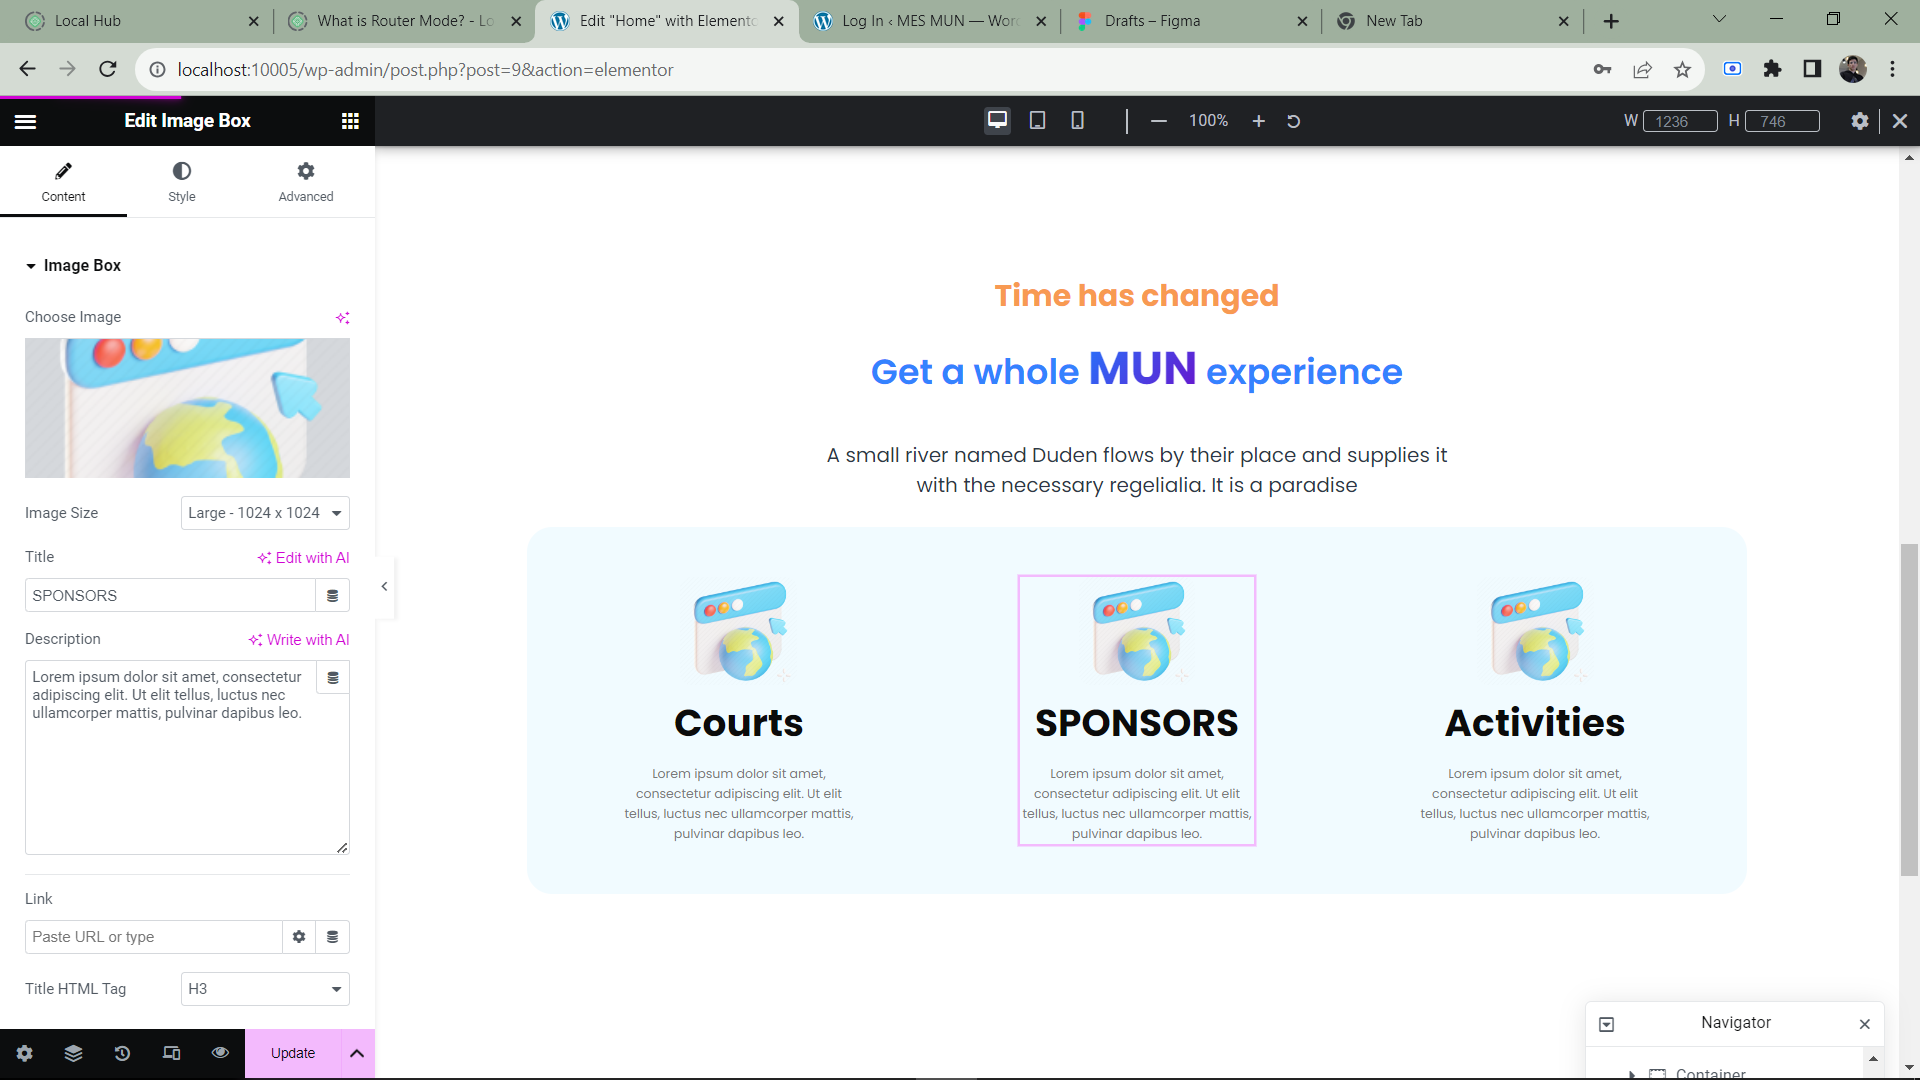 Local Hub
What is Router Mode? - Lo
Edit "Home" with Elemento
Log In ‹ MES MUN — Word
Drafts – Figma
New Tab
localhost:10005/wp-admin/post.php?post=9&action=elementor
Edit Image Box
100%
W 1236 H 746
Content
Style
Advanced
Image Box
Choose Image
Image Size
Large - 1024 x 1024
Title
Edit with AI
SPONSORS
Description
Write with AI
Lorem ipsum dolor sit amet, consectetur
adipiscing elit. Ut elit tellus, luctus nec
ullamcorper mattis, pulvinar dapibus leo.
Link
Paste URL or type
Title HTML Tag
H3
Update
Time has changed
Get a whole MUN experience
A small river named Duden flows by their place and supplies it
with the necessary regelialia. It is a paradise
Courts
Lorem ipsum dolor sit amet,
consectetur adipiscing elit. Ut elit
tellus, luctus nec ullamcorper mattis,
pulvinar dapibus leo.
SPONSORS
Lorem ipsum dolor sit amet,
consectetur adipiscing elit. Ut elit
tellus, luctus nec ullamcorper mattis,
pulvinar dapibus leo.
Activities
Lorem ipsum dolor sit amet,
consectetur adipiscing elit. Ut elit
tellus, luctus nec ullamcorper mattis,
pulvinar dapibus leo.
Navigator
Container